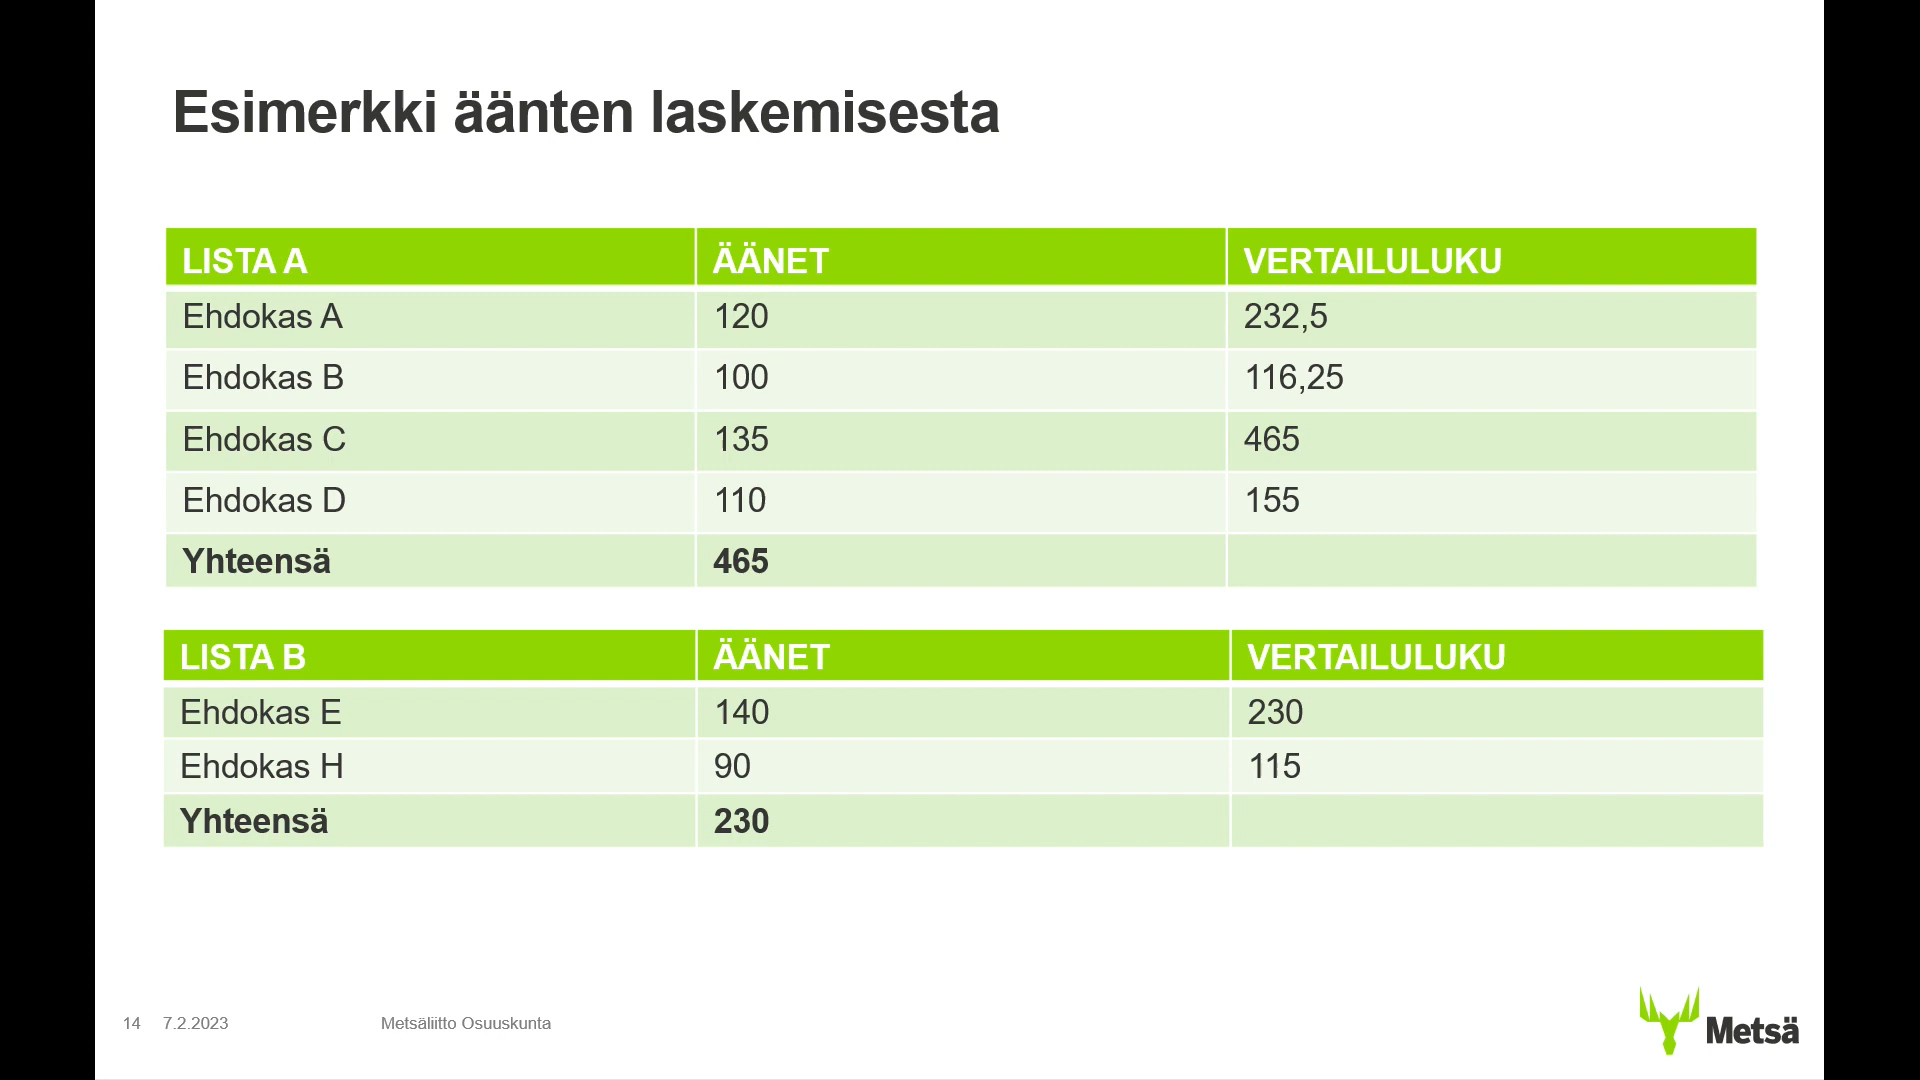 Esimerkki äänten laskemisesta
LISTA A ÄÄNET VERTAILULUKU
Ehdokas A 120 232,5
Ehdokas B 100 116,25
Ehdokas C 135 465
Ehdokas D 110 155
Yhteensä 465
LISTA B ÄÄNET VERTAILULUKU
Ehdokas E 140 230
Ehdokas H 90 115
Yhteensä 230
14 7.2.2023 Metsäliitto Osuuskunta
Metsä